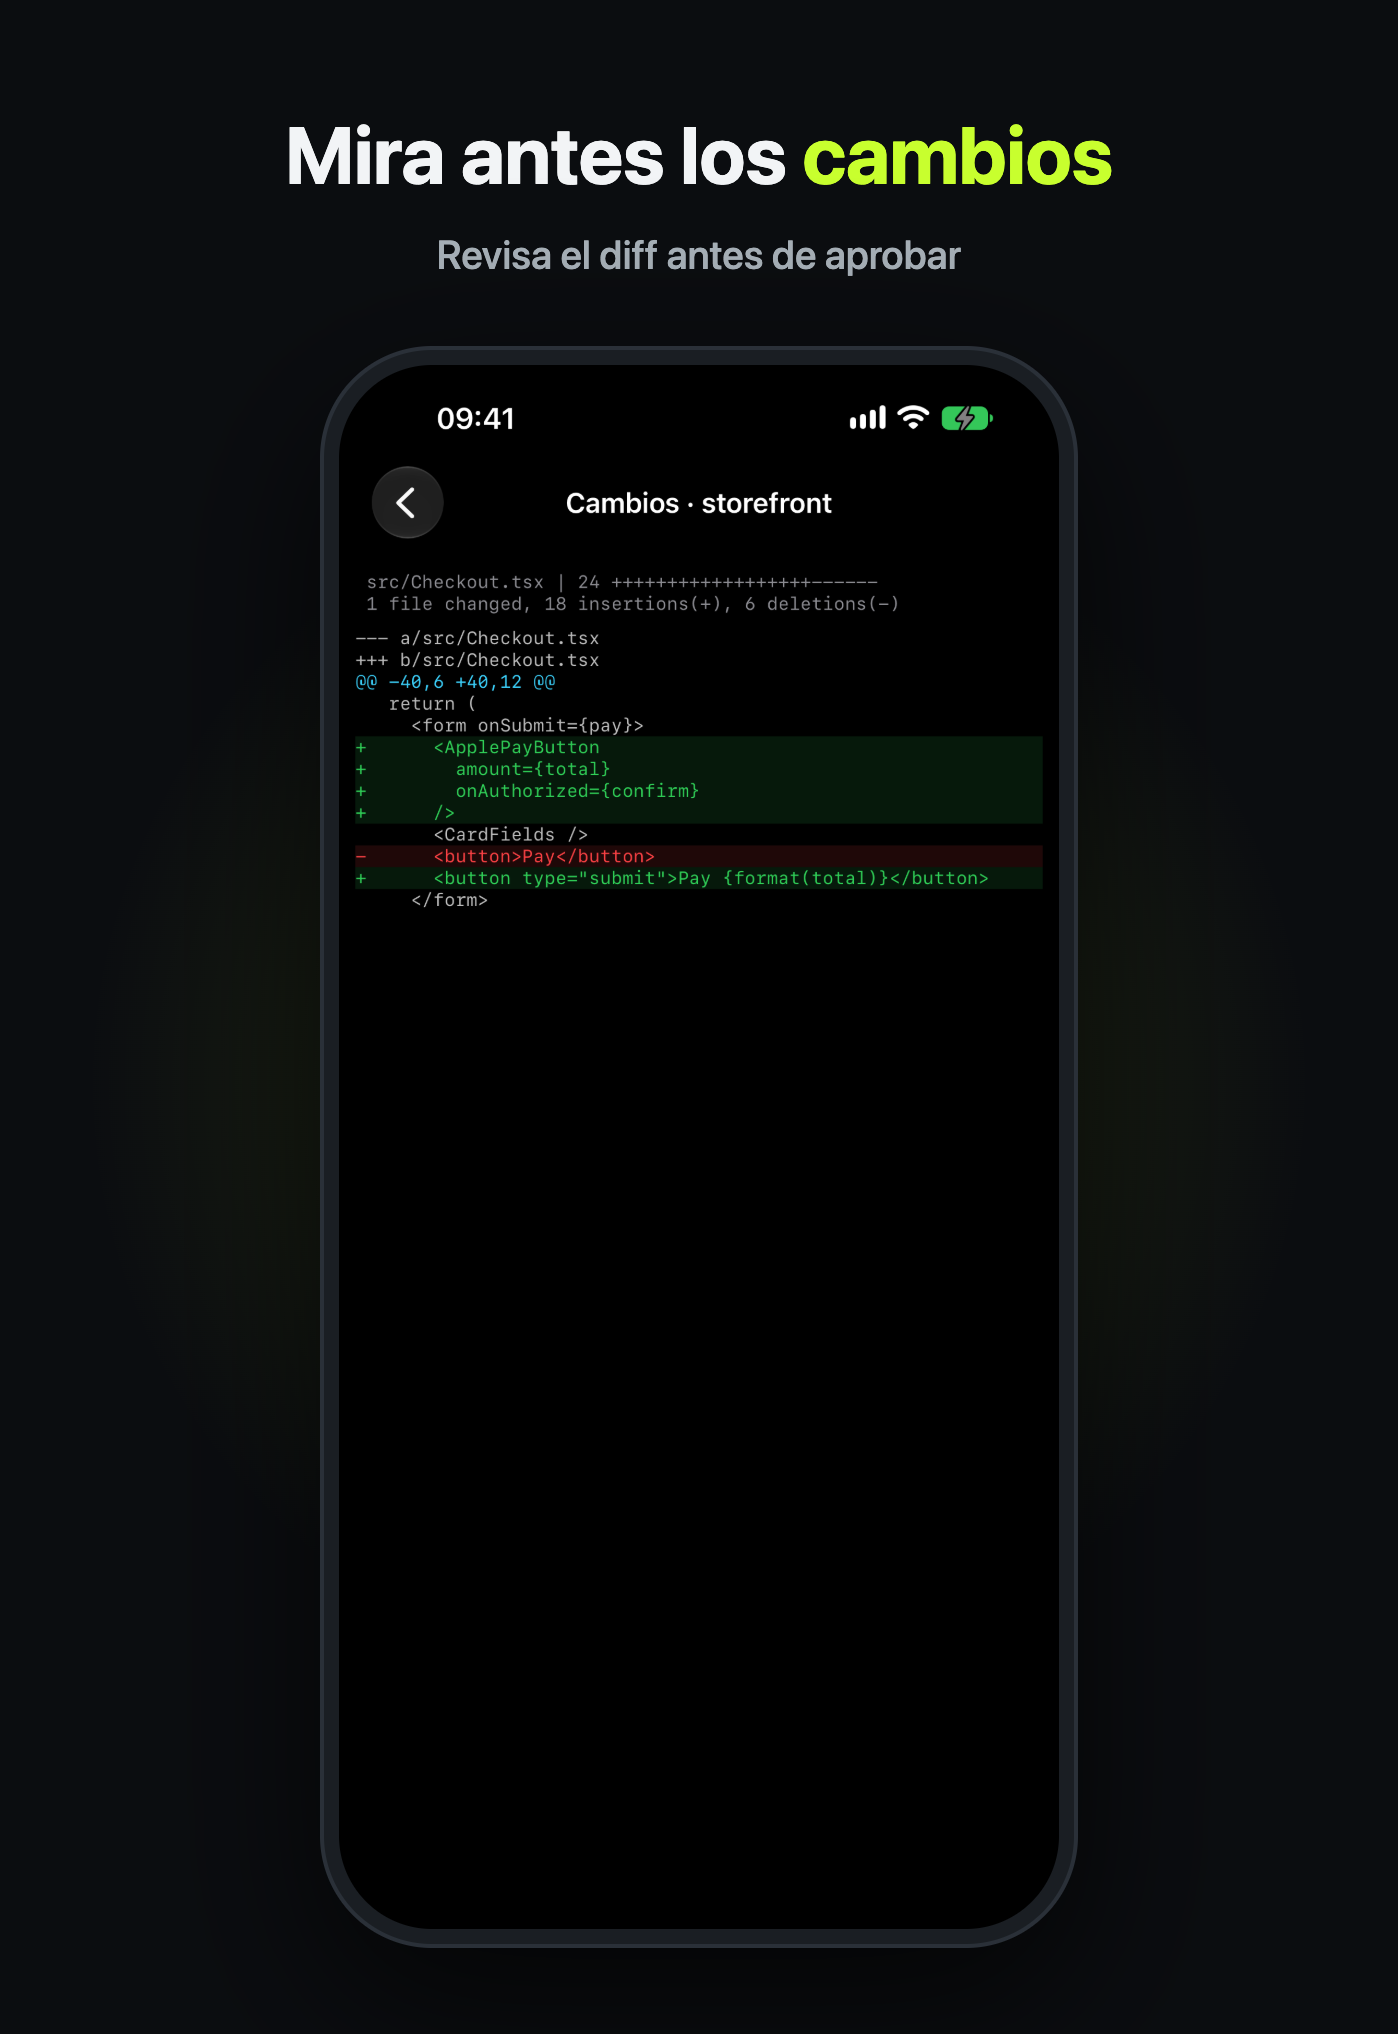 Mira antes los cambios
Revisa el diff antes de aprobar
09:41
Cambios · storefront
src/Checkout.tsx | 24 ++++++++++++++++++------
1 file changed, 18 insertions(+), 6 deletions(-)
--- a/src/Checkout.tsx
+++ b/src/Checkout.tsx
@@ -40,6 +40,12 @@
   return (
     <form onSubmit={pay}>
+      <ApplePayButton
+        amount={total}
+        onAuthorized={confirm}
+      />
       <CardFields />
-      <button>Pay</button>
+      <button type="submit">Pay {format(total)}</button>
     </form>